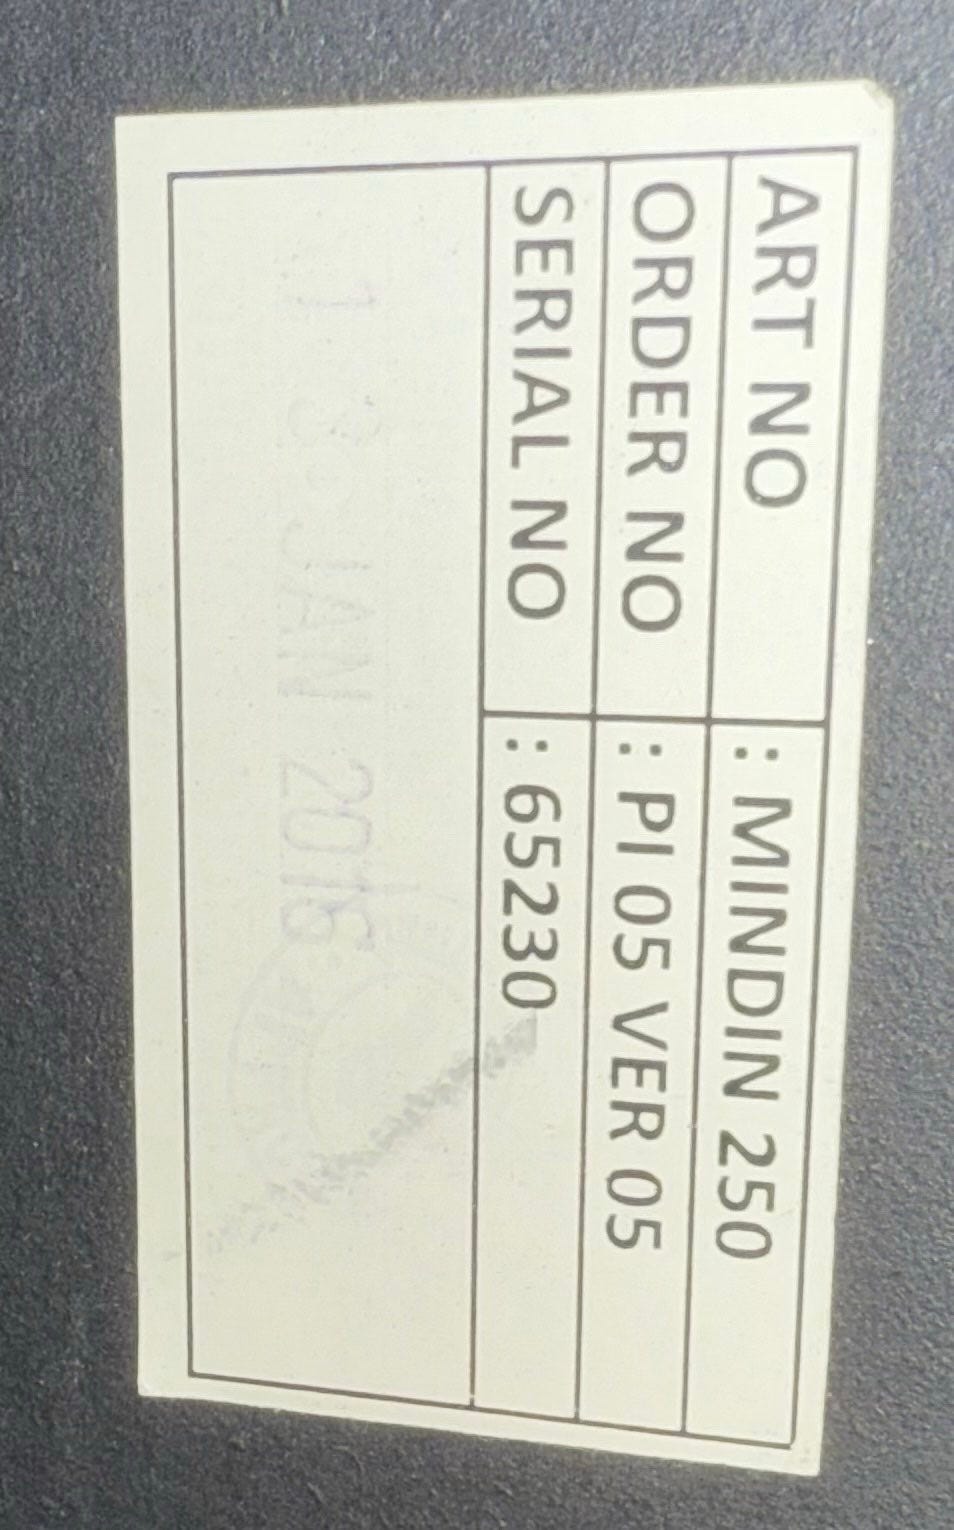 ART NO : MINDIN 250
ORDER NO : PI 05 VER 05
SERIAL NO : 65230
JAN 2016